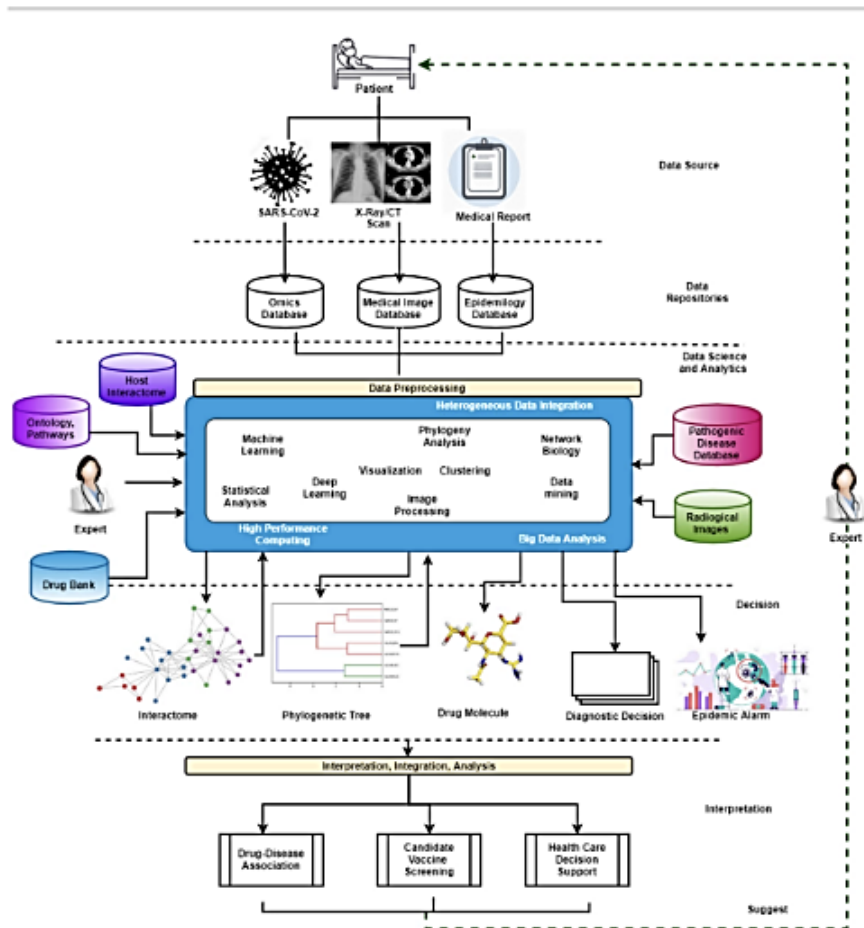 Patient
Data Source
SARS-CoV-2
X-Ray/CT
Scan
Medical Report
Data
Repositories
Omics
Database
Medical Image
Database
Epidemilogy
Database
Data Science
and Analytics
Host
Interactome
Data Preprocessing
Heterogeneous Data Integration
Ontology,
Pathways
Machine
Learning
Phylogeny
Analysis
Network
Biology
Pathogenic
Disease
Database
Visualization
Clustering
Deep
Learning
Statistical
Analysis
Data
mining
Image
Processing
Expert
High Performance
Computing
Big Data Analysis
Radiogical
Images
Expert
Drug Bank
Decision
Interactome
Phylogenetic Tree
Drug Molecule
Diagnostic Decision
Epidemic Alarm
Interpretation, Integration, Analysis
Interpretation
Drug-Disease
Association
Candidate
Vaccine
Screening
Health Care
Decision
Support
Suggest